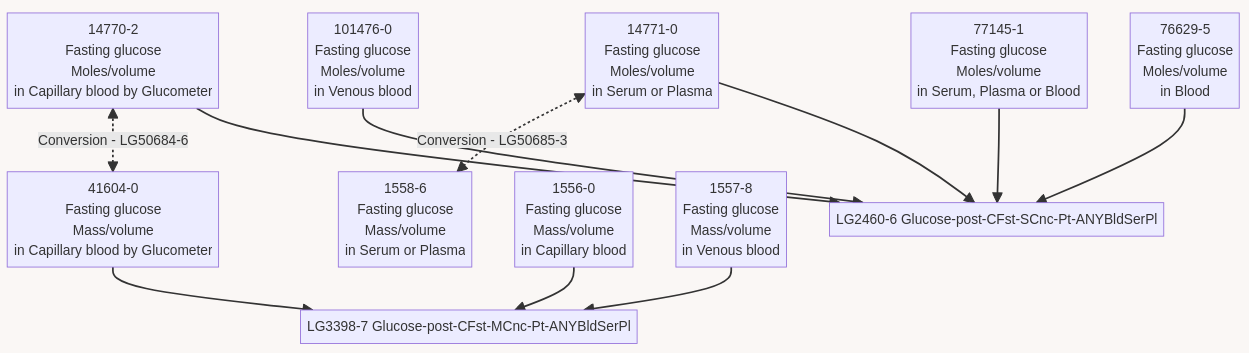 14770-2
Fasting glucose
Moles/volume
in Capillary blood by Glucometer
101476-0
Fasting glucose
Moles/volume
in Venous blood
14771-0
Fasting glucose
Moles/volume
in Serum or Plasma
77145-1
Fasting glucose
Moles/volume
in Serum, Plasma or Blood
76629-5
Fasting glucose
Moles/volume
in Blood
Conversion - LG50684-6
Conversion - LG50685-3
41604-0
Fasting glucose
Mass/volume
in Capillary blood by Glucometer
1558-6
Fasting glucose
Mass/volume
in Serum or Plasma
1556-0
Fasting glucose
Mass/volume
in Capillary blood
1557-8
Fasting glucose
Mass/volume
in Venous blood
LG2460-6 Glucose-post-CFst-SCnc-Pt-ANYBldSerPl
LG3398-7 Glucose-post-CFst-MCnc-Pt-ANYBldSerPl